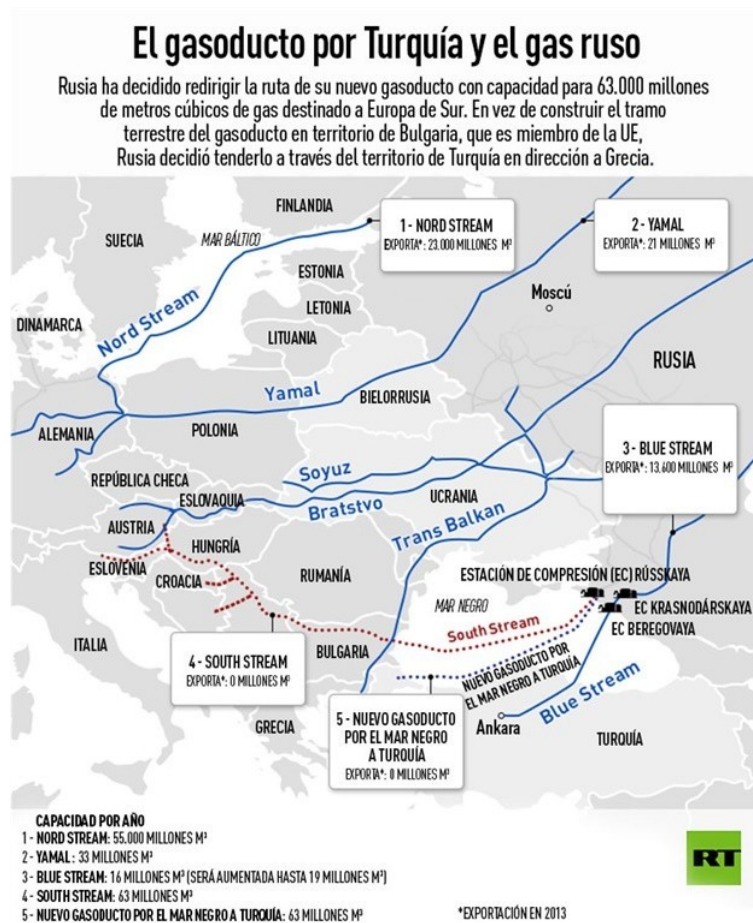 El gasoducto por Turquía y el gas ruso
Rusia ha decidido redirigir la ruta de su nuevo gasoducto con capacidad para 63.000 millones
de metros cúbicos de gas destinado a Europa de Sur. En vez de construir el tramo
terrestre del gasoducto en territorio de Bulgaria, que es miembro de la UE,
Rusia decidió tenderlo a través del territorio de Turquía en dirección a Grecia.
FINLANDIA
SUECIA
MAR BÁLTICO
1 - NORD STREAM
EXPORTA*: 23.000 MILLONES M³
2 - YAMAL
EXPORTA*: 21 MILLONES M³
ESTONIA
LETONIA
Moscú
DINAMARCA
Nord Stream
LITUANIA
RUSIA
Yamal
BIELORRUSIA
ALEMANIA
POLONIA
3 - BLUE STREAM
EXPORTA*: 13.600 MILLONES M³
REPÚBLICA CHECA
Soyuz
ESLOVAQUIA
Bratstvo
UCRANIA
AUSTRIA
Trans Balkan
HUNGRÍA
ESLOVENIA
CROACIA
RUMANÍA
ESTACIÓN DE COMPRESIÓN (EC) RÚSSKAYA
MAR NEGRO
EC KRASNODÁRSKAYA
EC BEREGOVAYA
South Stream
ITALIA
4 - SOUTH STREAM
EXPORTA*: 0 MILLONES M³
BULGARIA
NUEVO GASODUCTO POR
EL MAR NEGRO A TURQUÍA
Blue Stream
5 - NUEVO GASODUCTO
POR EL MAR NEGRO
A TURQUÍA
EXPORTA*: 0 MILLONES M³
GRECIA
Ankara
TURQUÍA
CAPACIDAD POR AÑO
1 - NORD STREAM: 55.000 MILLONES M³
2 - YAMAL : 33 MILLONES M³
3 - BLUE STREAM: 16 MILLONES M³ (SERÁ AUMENTADA HASTA 19 MILLONES M³)
4 - SOUTH STREAM: 63 MILLONES M³
5 - NUEVO GASODUCTO POR EL MAR NEGRO A TURQUÍA: 63 MILLONES M³
*EXPORTACIÓN EN 2013
RT